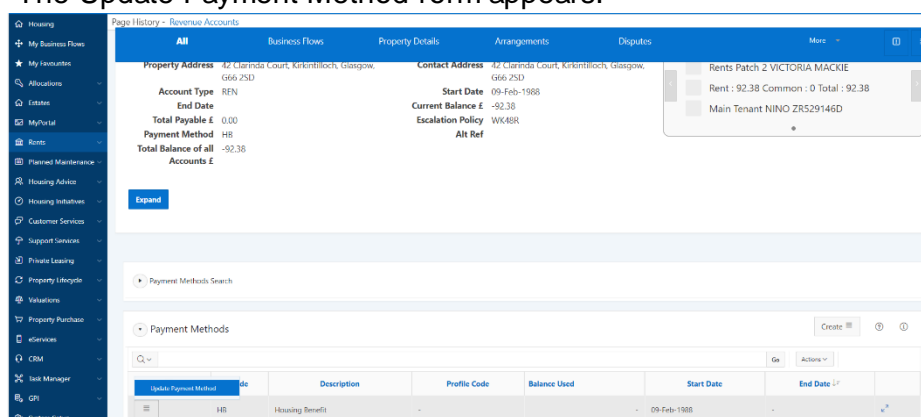 The Update Payment Method form appears.
Housing
My Business Flows
My Favourites
Allocations
Estates
MyPortal
Rents
Planned Maintenance
Housing Advice
Housing Initiatives
Customer Services
Support Services
Private Leasing
Property Lifecycle
Valuations
Property Purchase
eServices
CRM
Task Manager
GPI
Page History - Revenue Accounts
All Business Flows Property Details Arrangements Disputes More
Property Address 42 Clarinda Court, Kirkintilloch, Glasgow, G66 2SD
Account Type REN
End Date
Total Payable £ 0.00
Payment Method HB
Total Balance of all Accounts £ -92.38
Contact Address 42 Clarinda Court, Kirkintilloch, Glasgow, G66 2SD
Start Date 09-Feb-1988
Current Balance £ -92.38
Escalation Policy WK48R
Alt Ref
Rents Patch 2 VICTORIA MACKIE
Rent : 92.38 Common : 0 Total : 92.38
Main Tenant NINO ZR529146D
Expand
Payment Methods Search
Payment Methods Create
Go Actions
Update Payment Method de Description Profile Code Balance Used Start Date End Date
HB Housing Benefit - - 09-Feb-1988 -